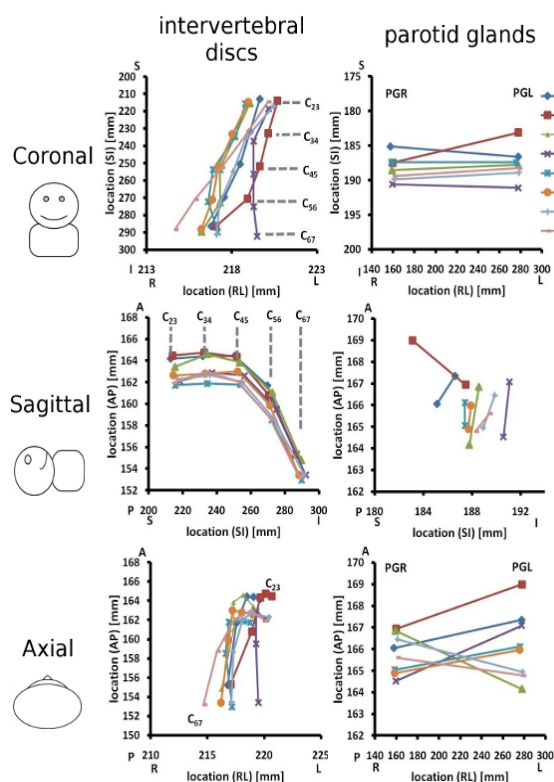 intervertebral
discs
parotid glands
Coronal
S
200
210
220
230
240
250
260
270
280
290
300
location (SI) [mm]
C23
C34
C45
C56
C67
I 213 218 223
R L
location (RL) [mm]
S
175
180
185
190
195
200
location (SI) [mm]
PGR PGL
I 140 160 180 200 220 240 260 280 300
R L
location (RL) [mm]
Sagittal
A
168
166
164
162
160
158
156
154
152
location (AP) [mm]
C23 C34 C45 C56 C67
P 200 220 240 260 280 300
S I
location (SI) [mm]
A
170
169
168
167
166
165
164
163
162
location (AP) [mm]
P 180 184 188 192
S I
location (SI) [mm]
Axial
A
166
164
162
160
158
156
154
152
150
location (AP) [mm]
C23
C67
P 210 215 220 225
R L
location (RL) [mm]
A
170
169
168
167
166
165
164
163
162
location (AP) [mm]
PGR PGL
P 140 160 180 200 220 240 260 280 300
R L
location (RL) [mm]